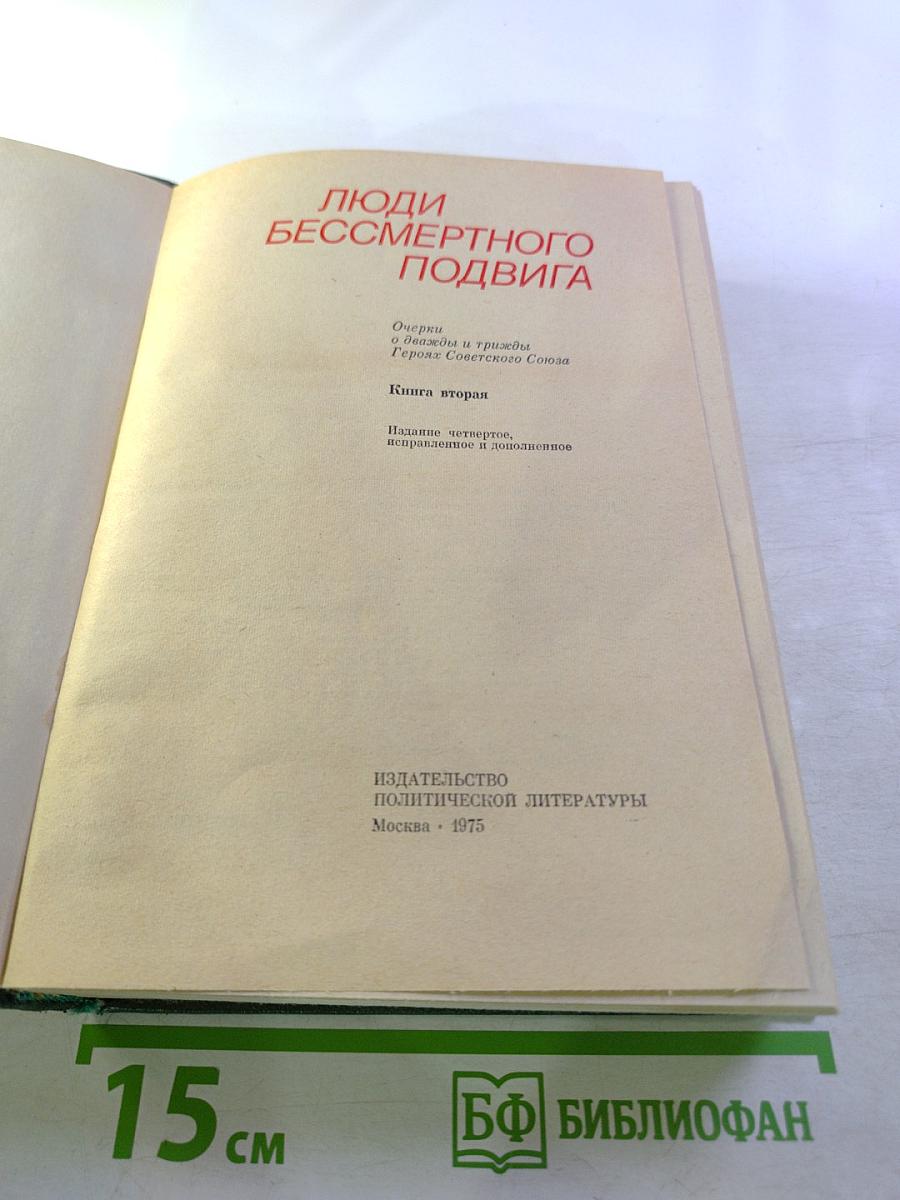 ЛЮДИ
БЕССМЕРТНОГО
ПОДВИГА
Очерки
о дважды и трижды
Героях Советского Союза
Книга вторая
Издание четвертое,
исправленное и дополненное
ИЗДАТЕЛЬСТВО
ПОЛИТИЧЕСКОЙ ЛИТЕРАТУРЫ
Москва • 1975
15 см
БФ БИБЛИОФАН